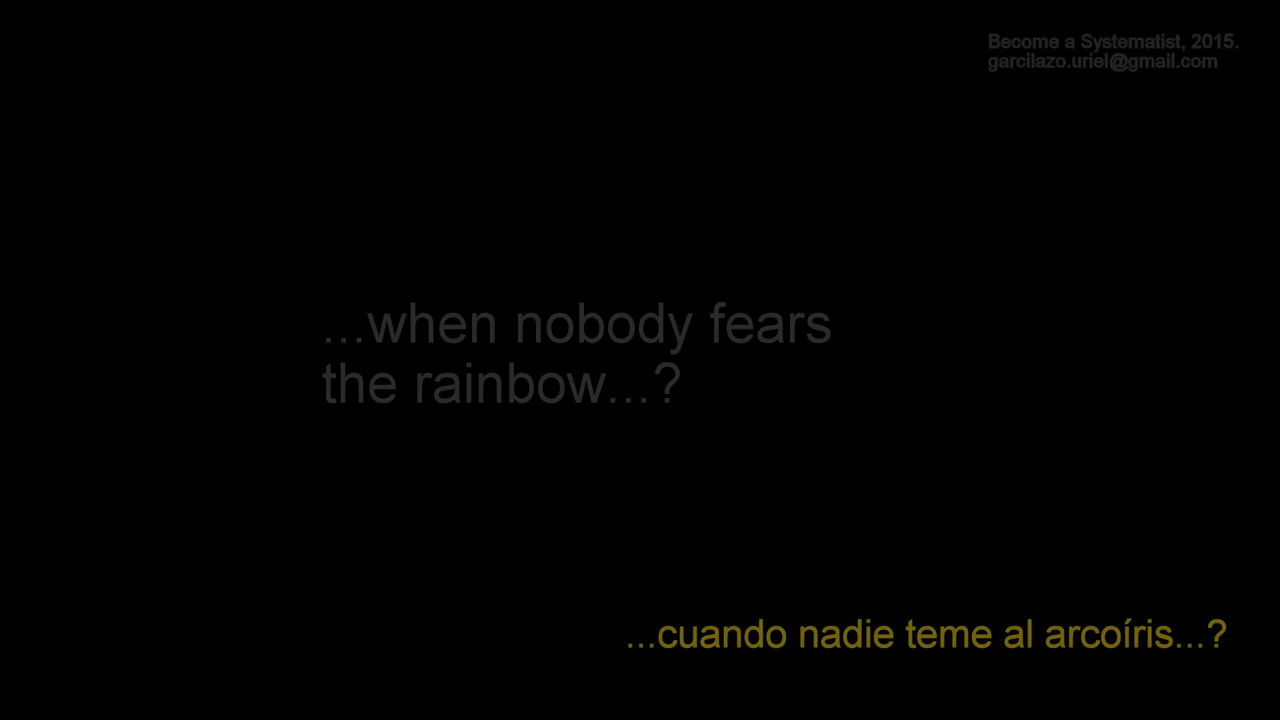 Become a Systematist, 2015.
garcilazo.uriel@gmail.com
...when nobody fears
the rainbow...?
...cuando nadie teme al arcoíris...?